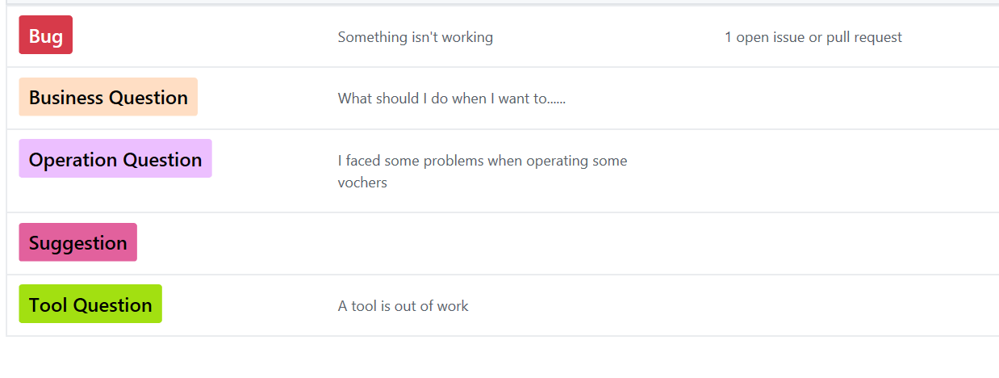 Bug
Something isn't working
1 open issue or pull request
Business Question
What should I do when I want to......
Operation Question
I faced some problems when operating some
vochers
Suggestion
Tool Question
A tool is out of work